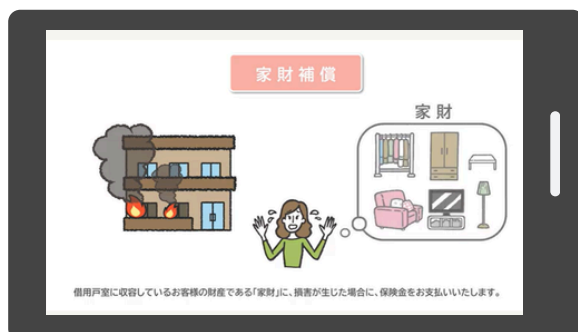 家財補償
家財
借用戸室に収容しているお客様の財産である「家財」に、損害が生じた場合に、保険金をお支払いいたします。